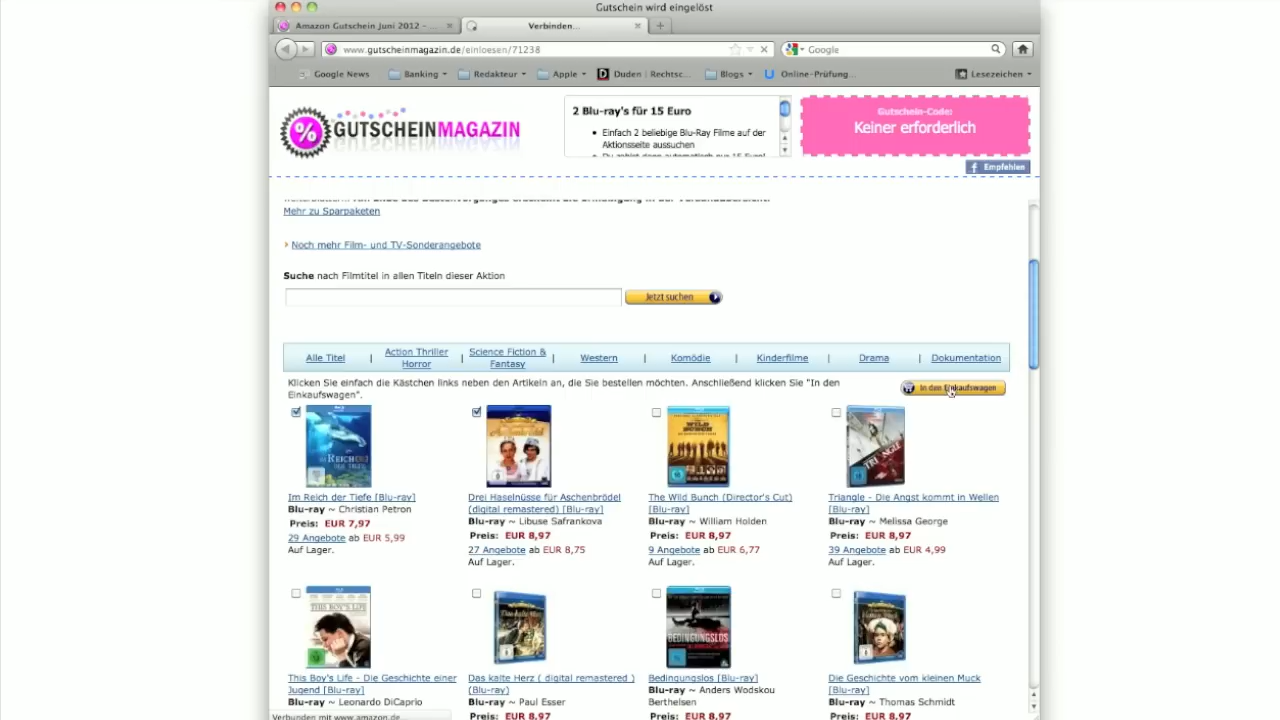 Gutschein wird eingelöst
Amazon Gutschein Juni 2012 - ...
Verbinden...
www.gutscheinmagazin.de/einloesen/71238
Google
Google News
Banking
Redakteur
Apple
Duden | Rechtsc...
Blogs
Online-Prüfung...
Lesezeichen
% GUTSCHEINMAGAZIN
2 Blu-ray's für 15 Euro
Einfach 2 beliebige Blu-Ray Filme auf der
Aktionsseite aussuchen
Gutschein-Code:
Keiner erforderlich
Empfehlen
Mehr zu Sparpaketen
Noch mehr Film- und TV-Sonderangebote
Suche nach Filmtitel in allen Titeln dieser Aktion
Jetzt suchen
Alle Titel | Action Thriller Horror | Science Fiction & Fantasy | Western | Komödie | Kinderfilme | Drama | Dokumentation
Klicken Sie einfach die Kästchen links neben den Artikeln an, die Sie bestellen möchten. Anschließend klicken Sie "In den
Einkaufswagen".
In den Einkaufswagen
Im Reich der Tiefe [Blu-ray]
Blu-ray ~ Christian Petron
Preis: EUR 7,97
29 Angebote ab EUR 5,99
Auf Lager.
Drei Haselnüsse für Aschenbrödel
(digital remastered) [Blu-ray]
Blu-ray ~ Libuse Safrankova
Preis: EUR 8,97
27 Angebote ab EUR 8,75
Auf Lager.
WILD BUNCH
The Wild Bunch (Director's Cut)
[Blu-ray]
Blu-ray ~ William Holden
Preis: EUR 8,97
9 Angebote ab EUR 6,77
Auf Lager.
TRIANGLE
Triangle - Die Angst kommt in Wellen
[Blu-ray]
Blu-ray ~ Melissa George
Preis: EUR 8,97
39 Angebote ab EUR 4,99
Auf Lager.
THIS BOY'S LIFE
This Boy's Life - Die Geschichte einer
Jugend [Blu-ray]
Blu-ray ~ Leonardo DiCaprio
Das kalte Herz ( digital remastered )
(Blu-ray)
Blu-ray ~ Paul Esser
Preis: EUR 8,97
BEDINGUNGSLOS
Bedingungslos [Blu-ray]
Blu-ray ~ Anders Wodskou
Berthelsen
Preis: EUR 8,97
Die Geschichte vom kleinen Muck
[Blu-ray]
Blu-ray ~ Thomas Schmidt
Preis: EUR 8,97
Verbunden mit www.amazon.de...